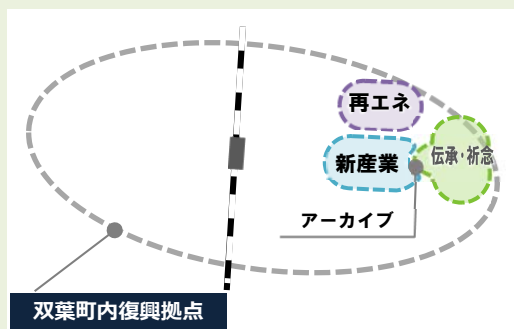 再エネ
伝承・祈念
新産業
アーカイブ
双葉町内復興拠点